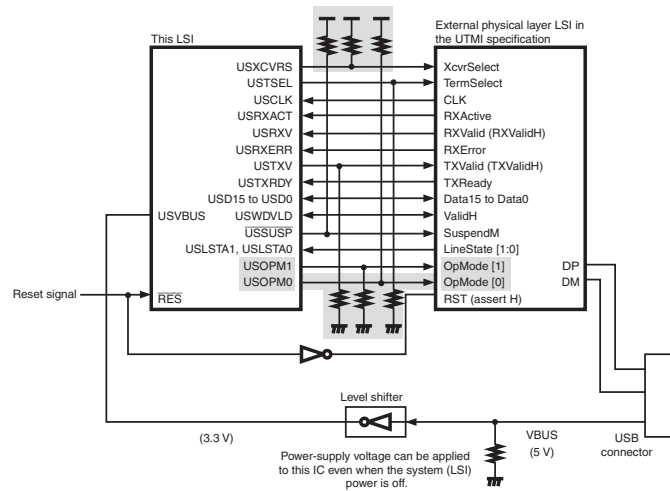 This LSI
External physical layer LSI in
the UTMI specification
USXCVRS
XcvrSelect
USTSEL
TermSelect
USCLK
CLK
USRXACT
RXActive
USRXV
RXValid (RXValidH)
USRXERR
RXError
USTXV
TXValid (TXValidH)
USTXRDY
TXReady
USD15 to USD0
Data15 to Data0
USVBUS
USWDVLD
ValidH
USSUSP
SuspendM
USLSTA1, USLSTA0
LineState [1:0]
USOPM1
OpMode [1]
DP
USOPM0
OpMode [0]
DM
Reset signal
RES
RST (assert H)
Level shifter
(3.3 V)
VBUS
(5 V)
USB
connector
Power-supply voltage can be applied
to this IC even when the system (LSI)
power is off.